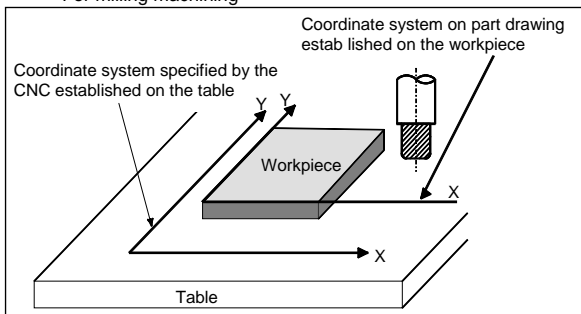 For milling machining
Coordinate system on part drawing
estab lished on the workpiece
Coordinate system specified by the
CNC established on the table
Y
Y
Workpiece
X
X
Table